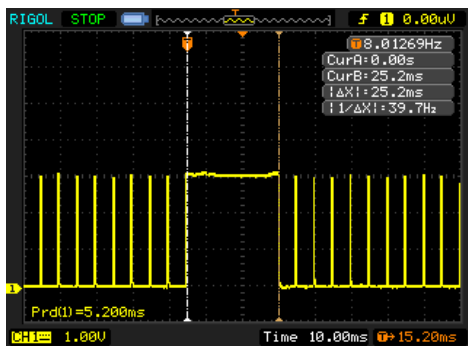 RIGOL STOP T f 1 0.00uV
T 8.01269Hz
CurA:0.00s
CurB:25.2ms
|ΔX|:25.2ms
|1/ΔX|:39.7Hz
T
1
Prd(1)=5.200ms
CH1 1.00V Time 10.00ms T→15.20ms